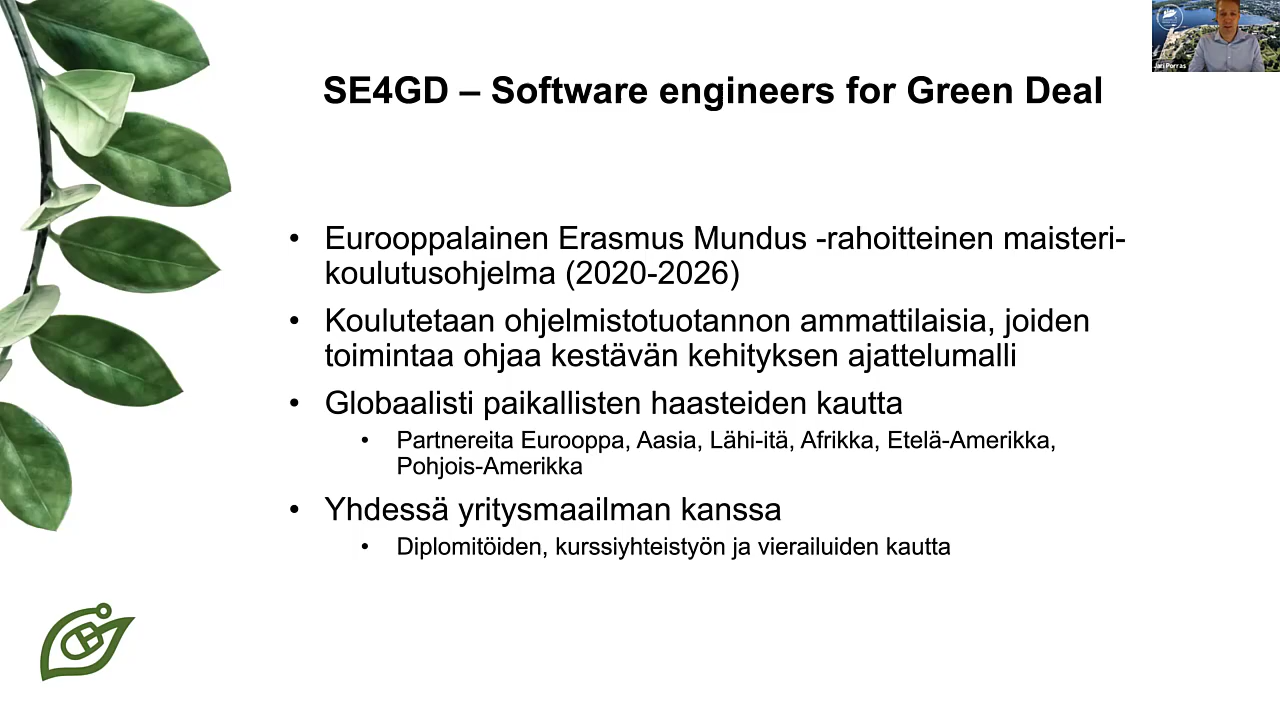 Jari Porras
SE4GD – Software engineers for Green Deal
• Eurooppalainen Erasmus Mundus -rahoitteinen maisteri-
koulutusohjelma (2020-2026)
• Koulutetaan ohjelmistotuotannon ammattilaisia, joiden
toimintaa ohjaa kestävän kehityksen ajattelumalli
• Globaalisti paikallisten haasteiden kautta
• Partnereita Eurooppa, Aasia, Lähi-itä, Afrikka, Etelä-Amerikka,
Pohjois-Amerikka
• Yhdessä yritysmaailman kanssa
• Diplomitöiden, kurssiyhteistyön ja vierailuiden kautta